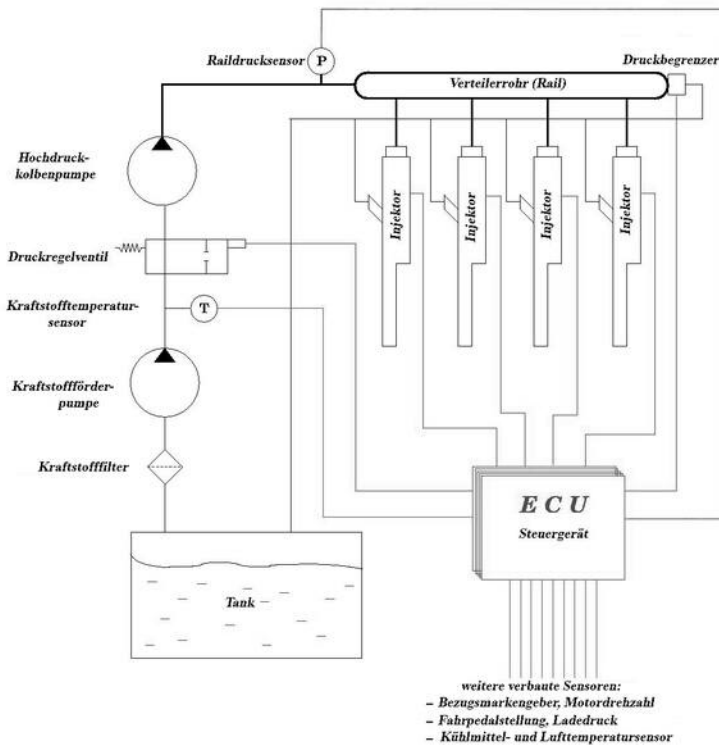 Raildrucksensor
P
Druckbegrenzer
Verteilerrohr (Rail)
Hochdruck-
kolbenpumpe
Injektor
Injektor
Injektor
Injektor
Druckregelventil
Kraftstofftemperatur-
sensor
T
Kraftstoffförder-
pumpe
Kraftstofffilter
ECU
Steuergerät
Tank
weitere verbaute Sensoren:
– Bezugsmarkengeber, Motordrehzahl
– Fahrpedalstellung, Ladedruck
– Kühlmittel- und Lufttemperatursensor